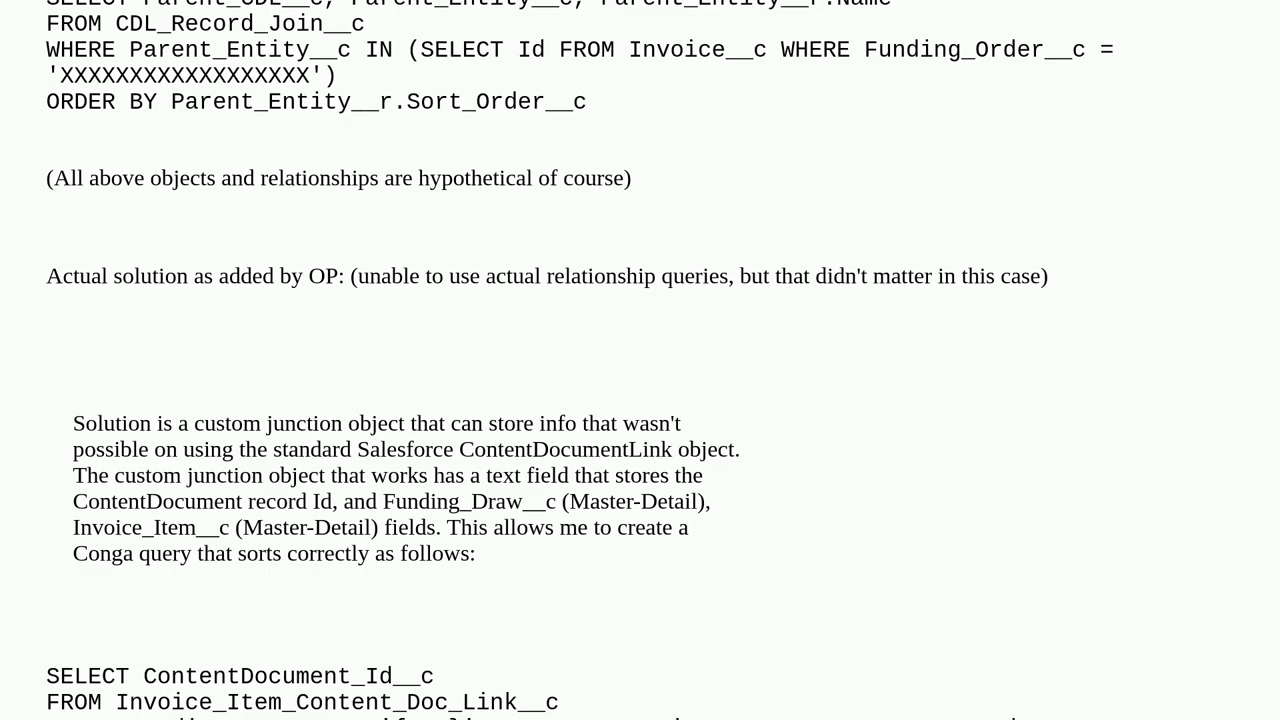 SELECT Parent_CDL__c, Parent_Entity__c, Parent_Entity__r.Name
FROM CDL_Record_Join__c
WHERE Parent_Entity__c IN (SELECT Id FROM Invoice__c WHERE Funding_Order__c =
'XXXXXXXXXXXXXXXXXX')
ORDER BY Parent_Entity__r.Sort_Order__c
(All above objects and relationships are hypothetical of course)
Actual solution as added by OP: (unable to use actual relationship queries, but that didn't matter in this case)
Solution is a custom junction object that can store info that wasn't
possible on using the standard Salesforce ContentDocumentLink object.
The custom junction object that works has a text field that stores the
ContentDocument record Id, and Funding_Draw__c (Master-Detail),
Invoice_Item__c (Master-Detail) fields. This allows me to create a
Conga query that sorts correctly as follows:
SELECT ContentDocument_Id__c
FROM Invoice_Item_Content_Doc_Link__c